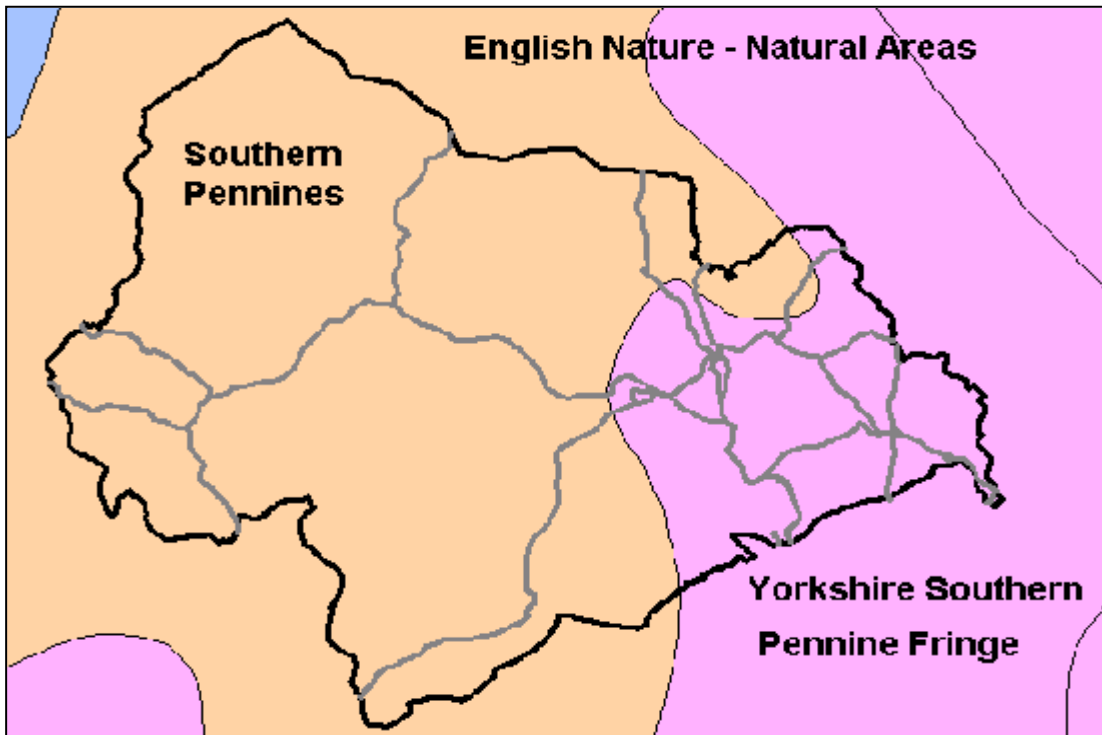 English Nature - Natural Areas
Southern
Pennines
Yorkshire Southern
Pennine Fringe